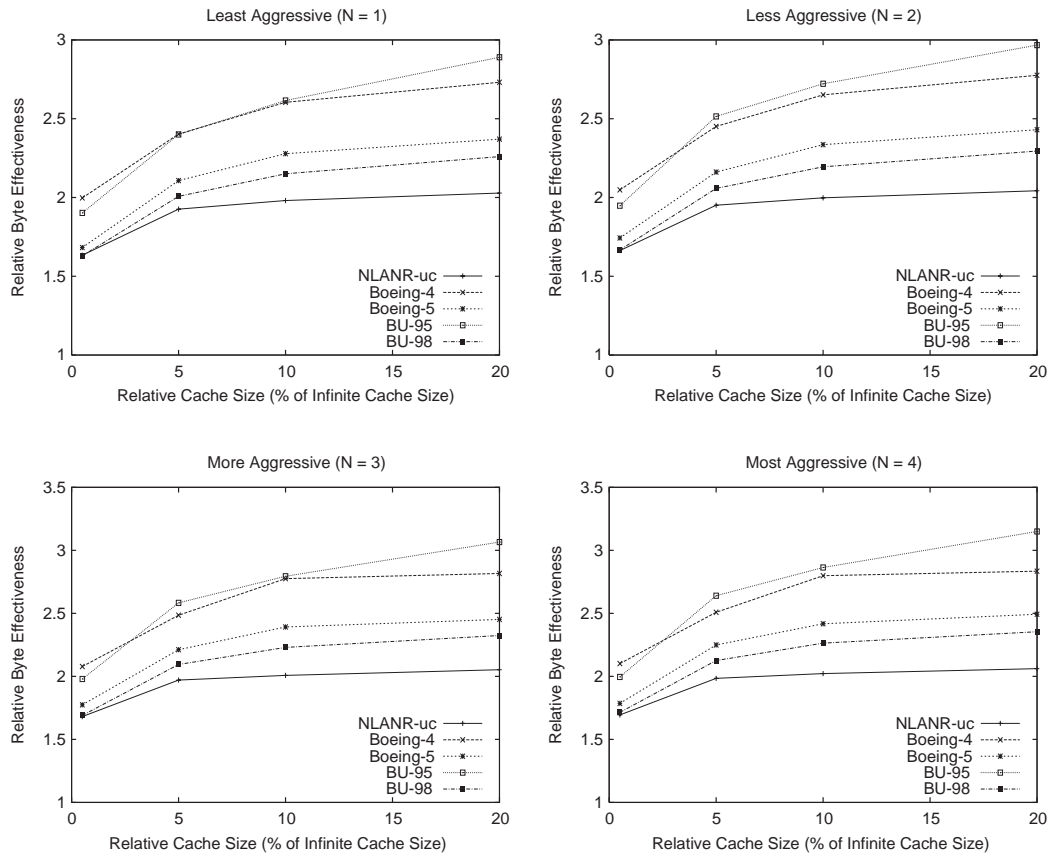 Least Aggressive (N = 1)
3
2.5
2
1.5
1
Relative Byte Effectiveness
NLANR-uc
Boeing-4
Boeing-5
BU-95
BU-98
0 5 10 15 20
Relative Cache Size (% of Infinite Cache Size)
Less Aggressive (N = 2)
3
2.5
2
1.5
1
Relative Byte Effectiveness
NLANR-uc
Boeing-4
Boeing-5
BU-95
BU-98
0 5 10 15 20
Relative Cache Size (% of Infinite Cache Size)
More Aggressive (N = 3)
3.5
3
2.5
2
1.5
1
Relative Byte Effectiveness
NLANR-uc
Boeing-4
Boeing-5
BU-95
BU-98
0 5 10 15 20
Relative Cache Size (% of Infinite Cache Size)
Most Aggressive (N = 4)
3.5
3
2.5
2
1.5
1
Relative Byte Effectiveness
NLANR-uc
Boeing-4
Boeing-5
BU-95
BU-98
0 5 10 15 20
Relative Cache Size (% of Infinite Cache Size)